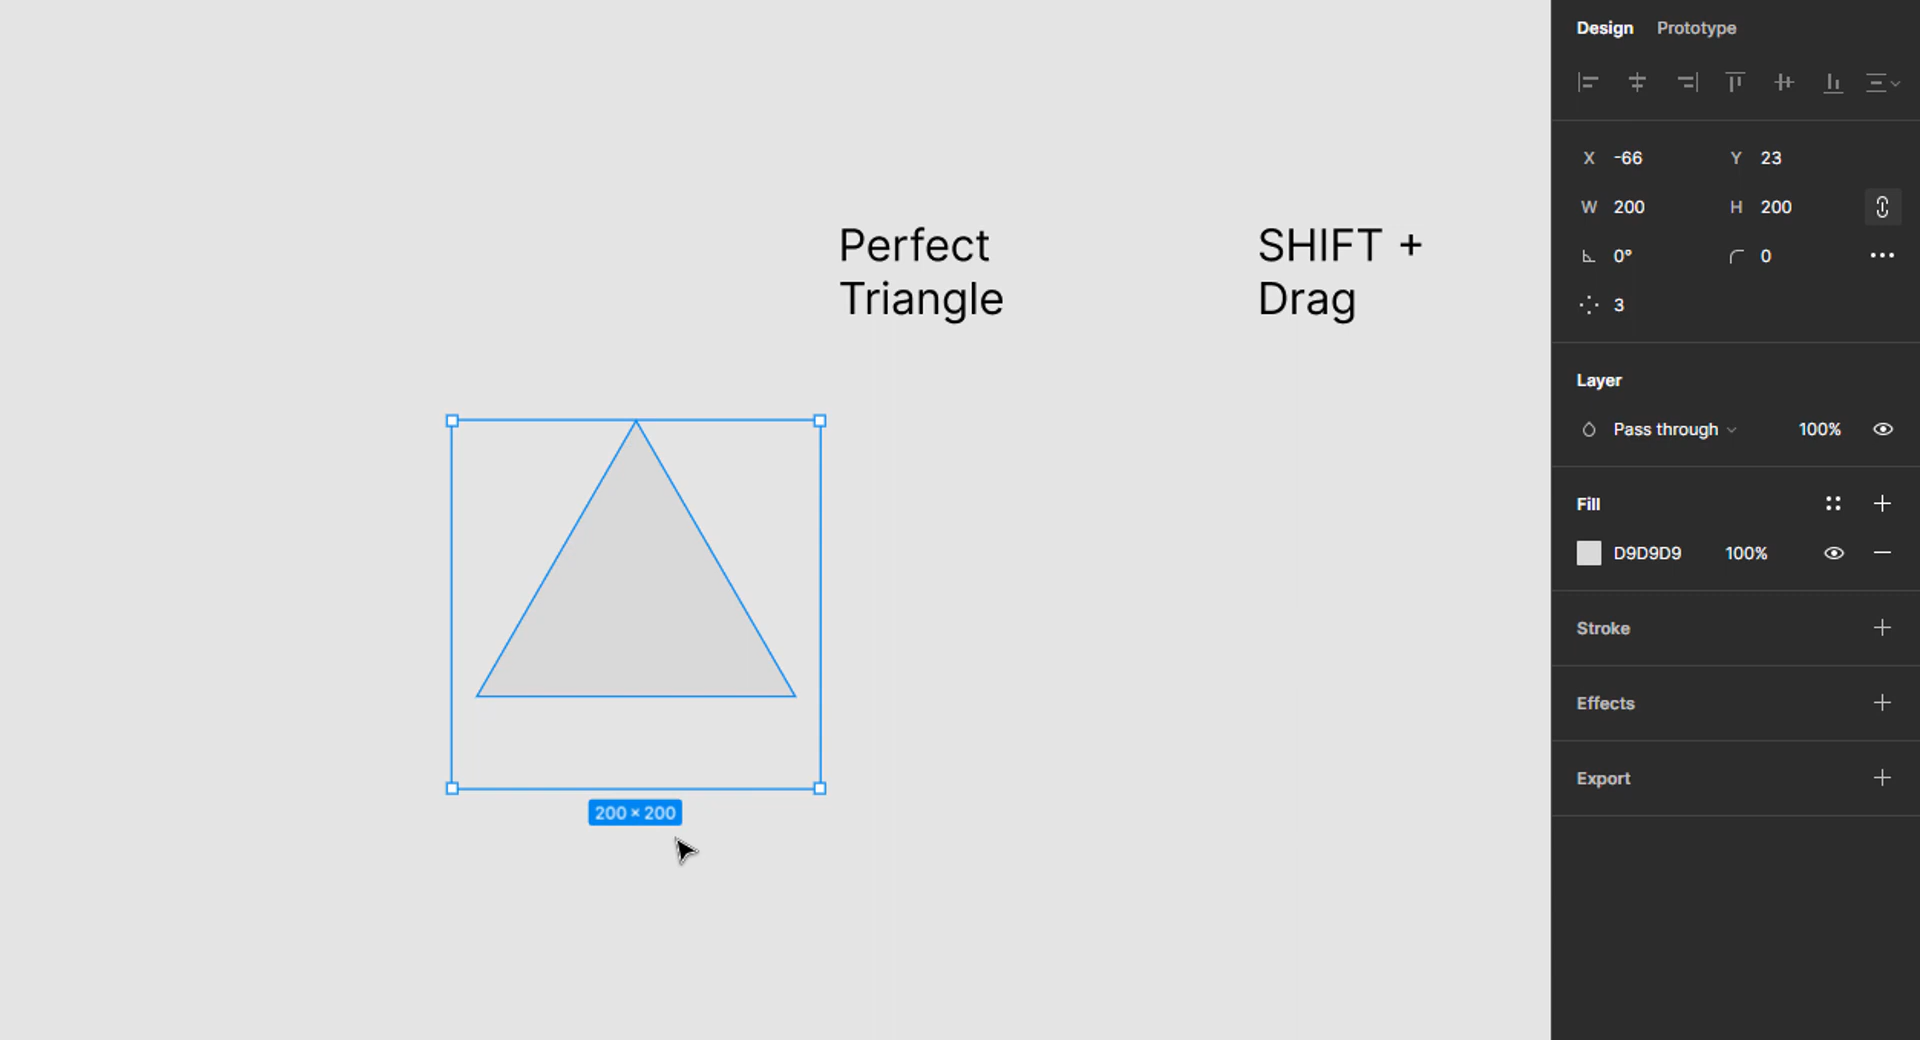 Design Prototype
X -66 Y 23
W 200 H 200
0° 0
3
Perfect
Triangle
SHIFT +
Drag
Layer
Pass through 100%
Fill
D9D9D9 100%
Stroke
Effects
Export
200 × 200